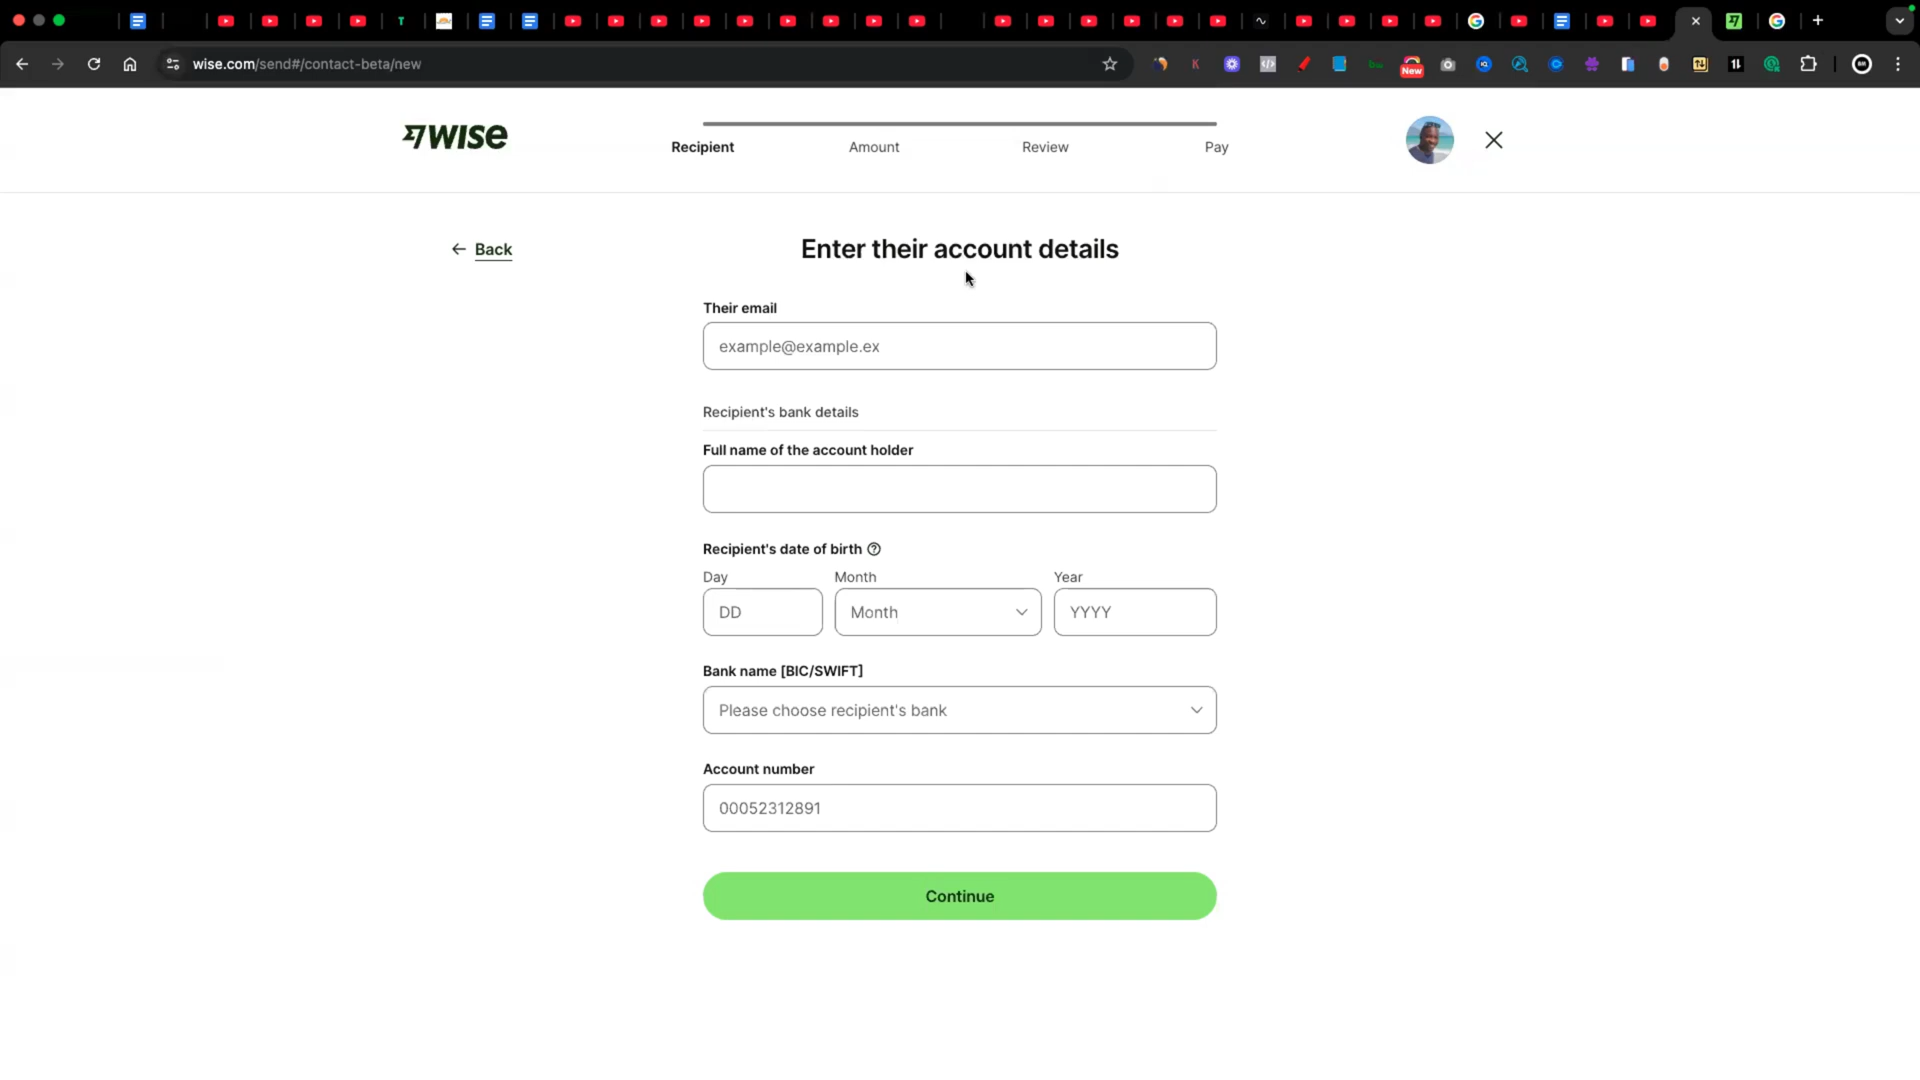 wise.com/send#/contact-beta/new
New
WISE
Recipient
Amount
Review
Pay
Back
Enter their account details
Their email
example@example.ex
Recipient's bank details
Full name of the account holder
Recipient's date of birth
Day
Month
Year
DD
Month
YYYY
Bank name [BIC/SWIFT]
Please choose recipient's bank
Account number
00052312891
Continue